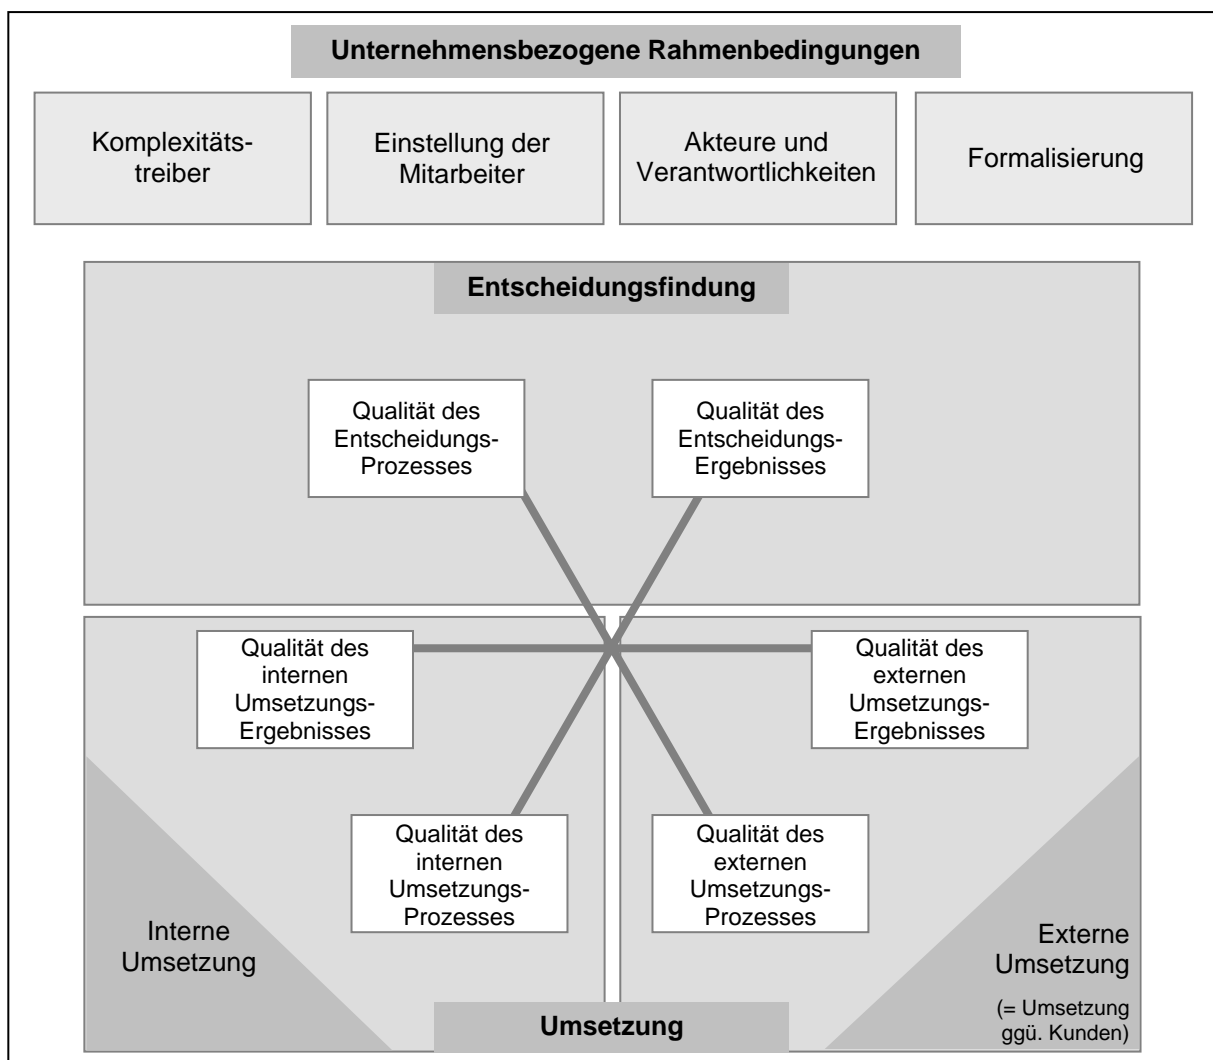 Unternehmensbezogene Rahmenbedingungen
Komplexitäts-
treiber
Einstellung der
Mitarbeiter
Akteure und
Verantwortlichkeiten
Formalisierung
Entscheidungsfindung
Qualität des
Entscheidungs-
Prozesses
Qualität des
Entscheidungs-
Ergebnisses
Qualität des
internen
Umsetzungs-
Ergebnisses
Qualität des
externen
Umsetzungs-
Ergebnisses
Qualität des
internen
Umsetzungs-
Prozesses
Qualität des
externen
Umsetzungs-
Prozesses
Interne
Umsetzung
Externe
Umsetzung
(= Umsetzung
ggü. Kunden)
Umsetzung